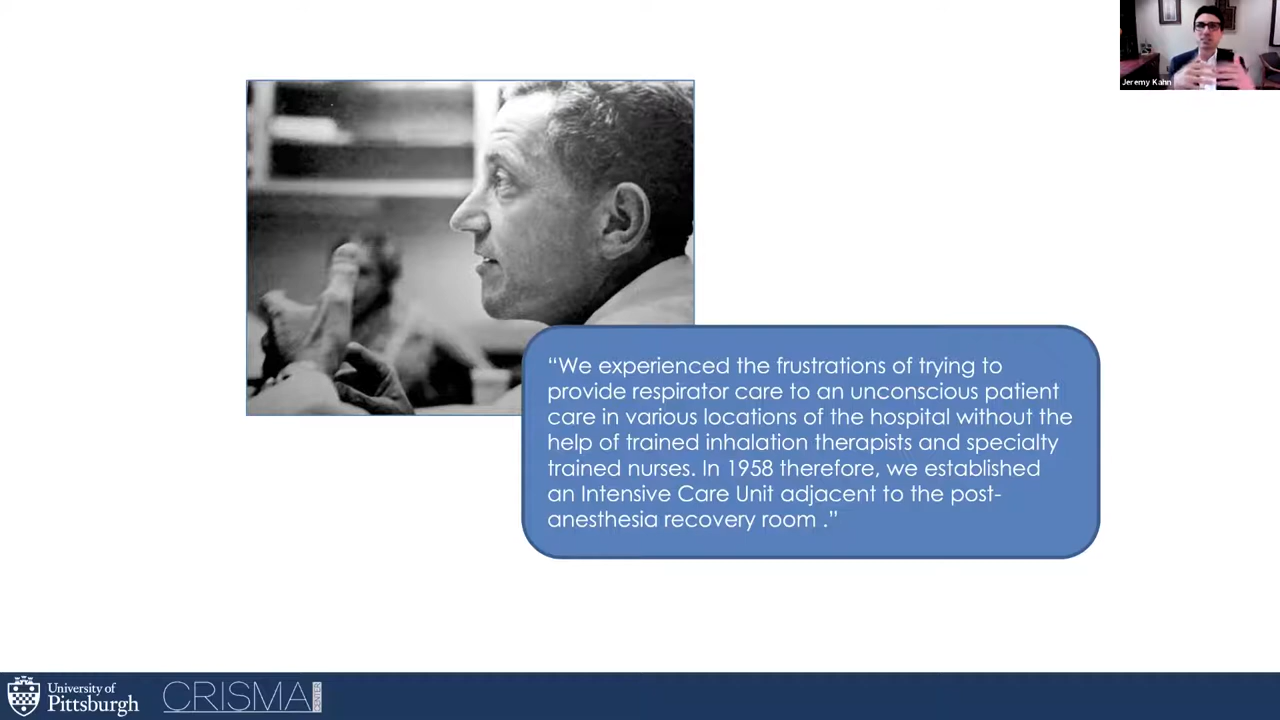 Jeremy Kahn
“We experienced the frustrations of trying to
provide respirator care to an unconscious patient
care in various locations of the hospital without the
help of trained inhalation therapists and specialty
trained nurses. In 1958 therefore, we established
an Intensive Care Unit adjacent to the post-
anesthesia recovery room .”
University of
Pittsburgh
CRISMA
CENTER